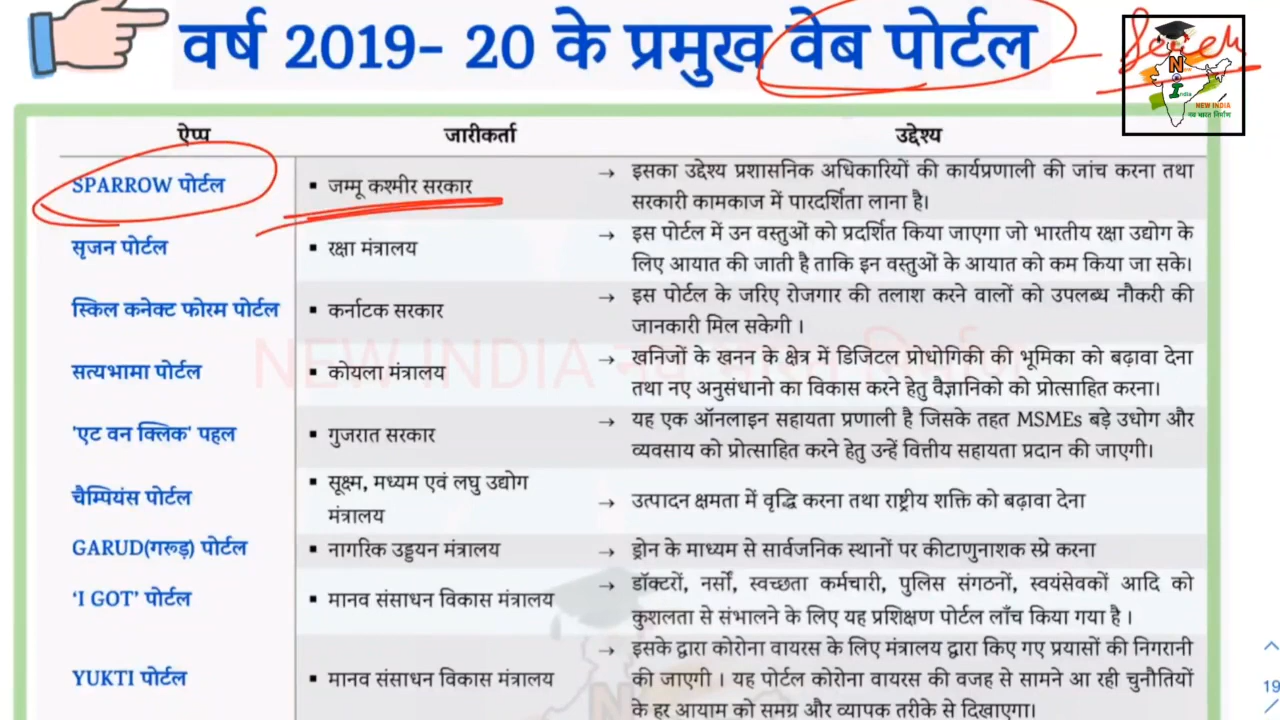 वर्ष 2019- 20 के प्रमुख वेब पोर्टल
N
India
NEW INDIA
नव भारत निर्माण
ऐप्प जारीकर्ता उद्देश्य
SPARROW पोर्टल ▪ जम्मू कश्मीर सरकार → इसका उद्देश्य प्रशासनिक अधिकारियों की कार्यप्रणाली की जांच करना तथा
सरकारी कामकाज में पारदर्शिता लाना है।
सृजन पोर्टल ▪ रक्षा मंत्रालय → इस पोर्टल में उन वस्तुओं को प्रदर्शित किया जाएगा जो भारतीय रक्षा उद्योग के
लिए आयात की जाती है ताकि इन वस्तुओं के आयात को कम किया जा सके।
स्किल कनेक्ट फोरम पोर्टल ▪ कर्नाटक सरकार → इस पोर्टल के जरिए रोजगार की तलाश करने वालों को उपलब्ध नौकरी की
जानकारी मिल सकेगी ।
सत्यभामा पोर्टल ▪ कोयला मंत्रालय → खनिजों के खनन के क्षेत्र में डिजिटल प्रोधोगिकी की भूमिका को बढ़ावा देना
तथा नए अनुसंधानो का विकास करने हेतु वैज्ञानिको को प्रोत्साहित करना।
NEW INDIA नव भारत निर्माण
'एट वन क्लिक' पहल ▪ गुजरात सरकार → यह एक ऑनलाइन सहायता प्रणाली है जिसके तहत MSMEs बड़े उधोग और
व्यवसाय को प्रोत्साहित करने हेतु उन्हें वित्तीय सहायता प्रदान की जाएगी।
चैम्पियंस पोर्टल ▪ सूक्ष्म, मध्यम एवं लघु उद्योग
मंत्रालय → उत्पादन क्षमता में वृद्धि करना तथा राष्ट्रीय शक्ति को बढ़ावा देना
GARUD(गरूड़) पोर्टल ▪ नागरिक उड्डयन मंत्रालय → ड्रोन के माध्यम से सार्वजनिक स्थानों पर कीटाणुनाशक स्प्रे करना
'I GOT' पोर्टल ▪ मानव संसाधन विकास मंत्रालय → डॉक्टरों, नर्सों, स्वच्छता कर्मचारी, पुलिस संगठनों, स्वयंसेवकों आदि को
कुशलता से संभालने के लिए यह प्रशिक्षण पोर्टल लाँच किया गया है ।
YUKTI पोर्टल ▪ मानव संसाधन विकास मंत्रालय → इसके द्वारा कोरोना वायरस के लिए मंत्रालय द्वारा किए गए प्रयासों की निगरानी
की जाएगी । यह पोर्टल कोरोना वायरस की वजह से सामने आ रही चुनौतियों
के हर आयाम को समग्र और व्यापक तरीके से दिखाएगा।
19